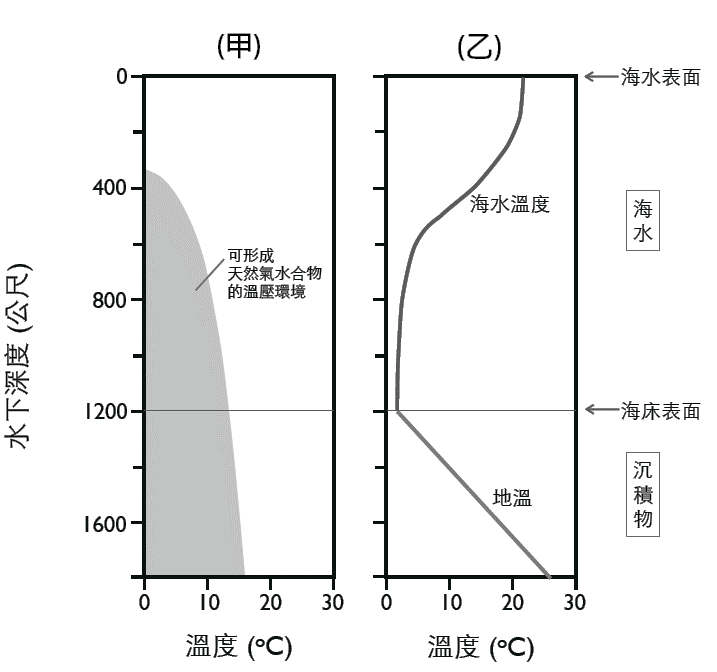 (甲)
(乙)
0
400
800
1200
1600
水下深度 (公尺)
可形成
天然氣水合物
的溫壓環境
0
10
20
30
溫度 (°C)
海水溫度
地溫
0
10
20
30
溫度 (°C)
海水表面
海水
海床表面
沉積物